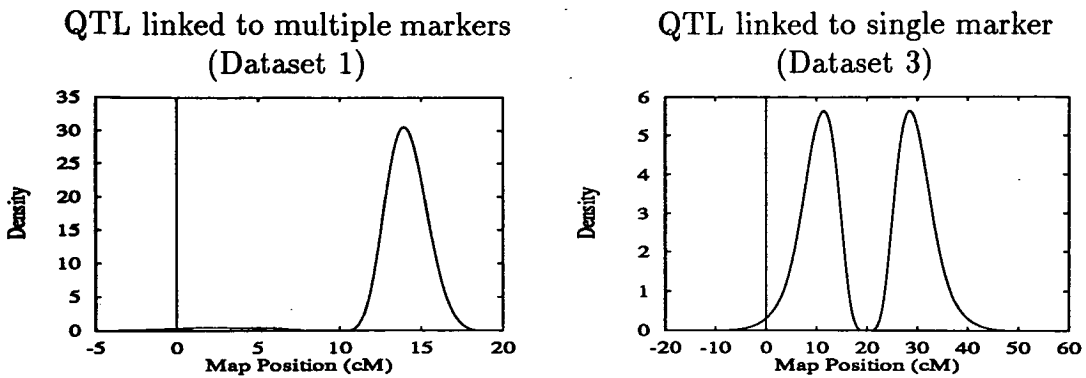 QTL linked to multiple markers
(Dataset 1)
35
30
25
20
15
10
5
0
Density
-5 0 5 10 15 20
Map Position (cM)
QTL linked to single marker
(Dataset 3)
6
5
4
3
2
1
0
Density
-20 -10 0 10 20 30 40 50 60
Map Position (cM)